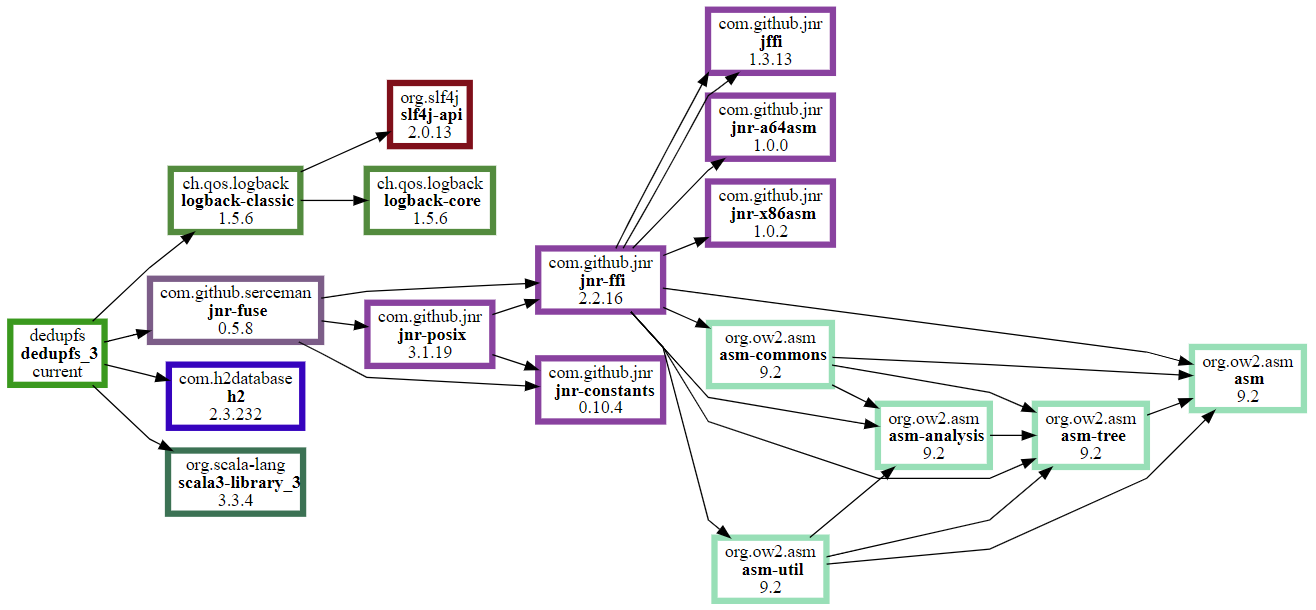 com.github.jnr
jffi
1.3.13
org.slf4j
slf4j-api
2.0.13
com.github.jnr
jnr-a64asm
1.0.0
ch.qos.logback
logback-classic
1.5.6
ch.qos.logback
logback-core
1.5.6
com.github.jnr
jnr-x86asm
1.0.2
com.github.jnr
jnr-ffi
2.2.16
com.github.serceman
jnr-fuse
0.5.8
com.github.jnr
jnr-posix
3.1.19
dedupfs
dedupfs_3
current
org.ow2.asm
asm-commons
9.2
com.h2database
h2
2.3.232
com.github.jnr
jnr-constants
0.10.4
org.ow2.asm
asm
9.2
org.ow2.asm
asm-analysis
9.2
org.ow2.asm
asm-tree
9.2
org.scala-lang
scala3-library_3
3.3.4
org.ow2.asm
asm-util
9.2